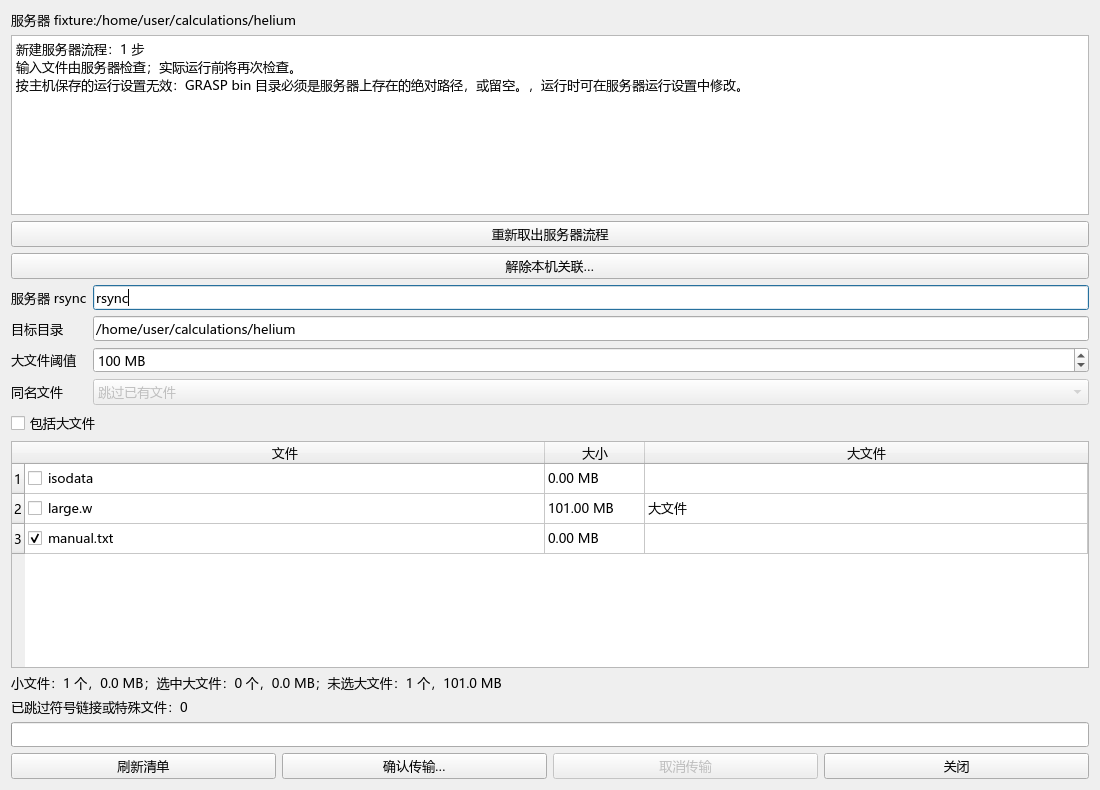 服务器 fixture:/home/user/calculations/helium
新建服务器流程：1 步
输入文件由服务器检查；实际运行前将再次检查。
按主机保存的运行设置无效：GRASP bin 目录必须是服务器上存在的绝对路径，或留空。，运行时可在服务器运行设置中修改。
重新取出服务器流程
解除本机关联...
服务器 rsync rsync
目标目录 /home/user/calculations/helium
大文件阈值 100 MB
同名文件 跳过已有文件
包括大文件
文件 大小 大文件
1 isodata 0.00 MB
2 large.w 101.00 MB 大文件
3 manual.txt 0.00 MB
小文件：1 个，0.0 MB；选中大文件：0 个，0.0 MB；未选大文件：1 个，101.0 MB
已跳过符号链接或特殊文件：0
刷新清单 确认传输... 取消传输 关闭